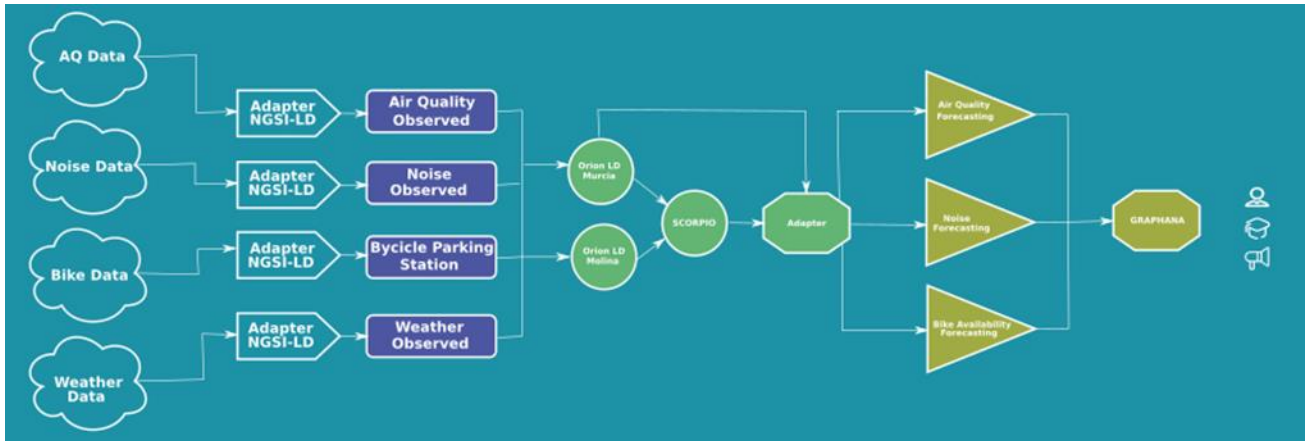 AQ Data
Noise Data
Bike Data
Weather
Data
Adapter
NGSI-LD
Adapter
NGSI-LD
Adapter
NGSI-LD
Adapter
NGSI-LD
Air Quality
Observed
Noise
Observed
Bycicle Parking
Station
Weather
Observed
Orion LD
Murcia
Orion LD
Molina
SCORPIO
Adapter
Air Quality
Forecasting
Noise
Forecasting
Bike Availability
Forecasting
GRAPHANA